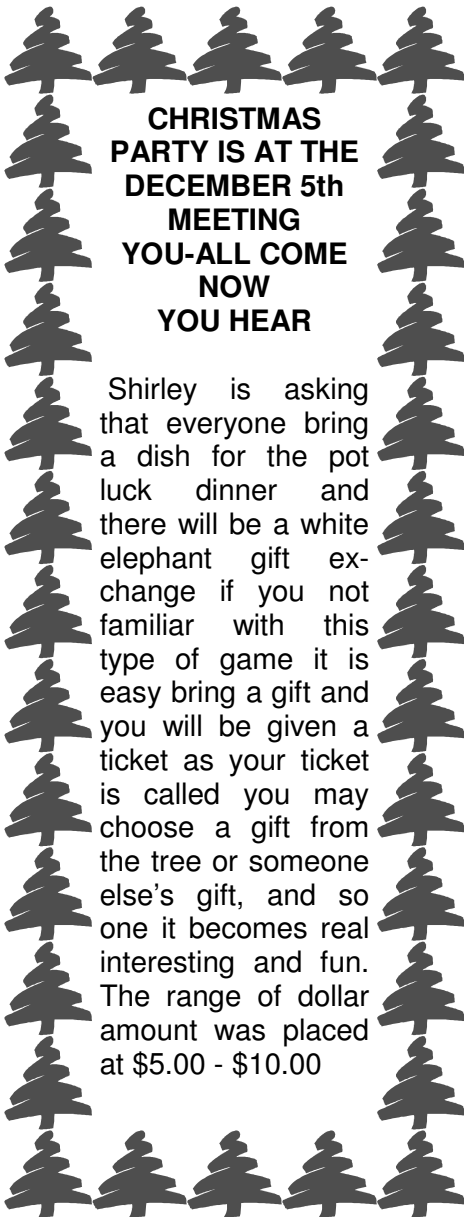 CHRISTMAS
PARTY IS AT THE
DECEMBER 5th
MEETING
YOU-ALL COME
NOW
YOU HEAR
Shirley is asking
that everyone bring
a dish for the pot
luck dinner and
there will be a white
elephant gift ex-
change if you not
familiar with this
type of game it is
easy bring a gift and
you will be given a
ticket as your ticket
is called you may
choose a gift from
the tree or someone
else's gift, and so
one it becomes real
interesting and fun.
The range of dollar
amount was placed
at $5.00 - $10.00